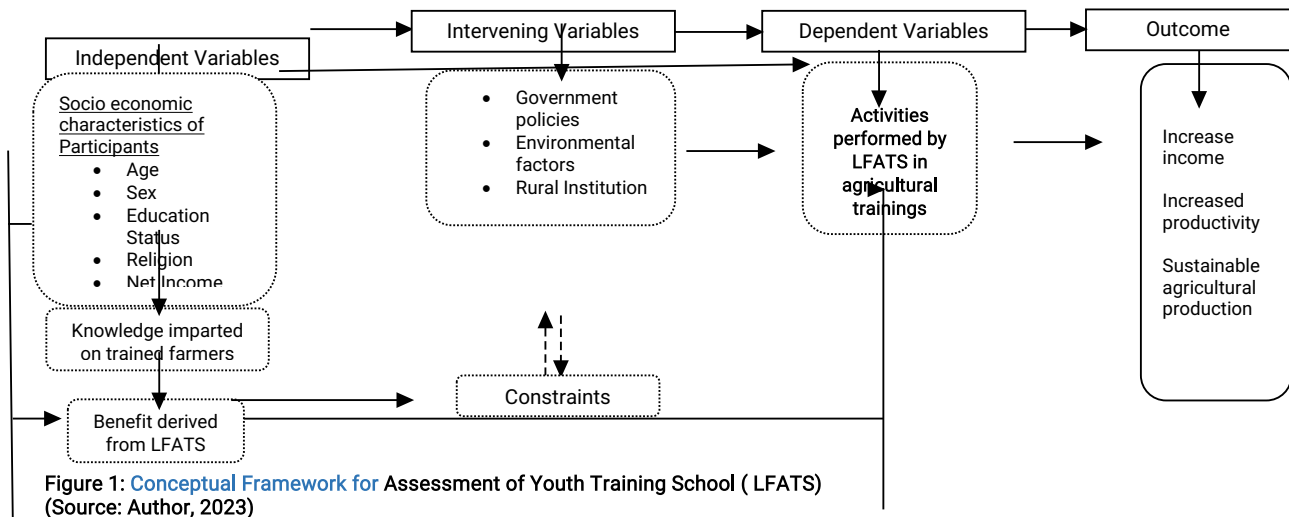 Independent Variables
Intervening Variables
Dependent Variables
Outcome
Socio economic
characteristics of
Participants
• Age
• Sex
• Education
Status
• Religion
• Net Income
• Government
policies
• Environmental
factors
• Rural Institution
Activities
performed by
LFATS in
agricultural
trainings
Increase
income
Increased
productivity
Sustainable
agricultural
production
Knowledge imparted
on trained farmers
Constraints
Benefit derived
from LFATS
Figure 1: Conceptual Framework for Assessment of Youth Training School ( LFATS)
(Source: Author, 2023)